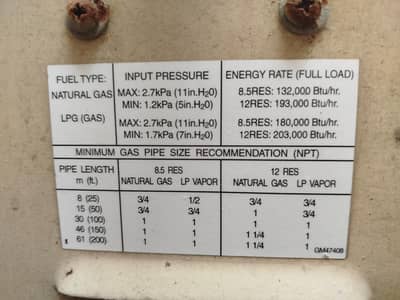 FUEL TYPE: INPUT PRESSURE ENERGY RATE (FULL LOAD)
NATURAL GAS MAX: 2.7kPa (11in.H20) 8.5RES: 132,000 Btu/hr.
MIN: 1.2kPa (5in.H20) 12RES: 193,000 Btu/hr.
LPG (GAS) MAX: 2.7kPa (11in.H20) 8.5RES: 180,000 Btu/hr.
MIN: 1.7kPa (7in.H20) 12RES: 203,000 Btu/hr.
MINIMUM GAS PIPE SIZE RECOMMENDATION (NPT)
PIPE LENGTH 8.5 RES 12 RES
m (ft.) NATURAL GAS LP VAPOR NATURAL GAS LP VAPOR
8 (25) 3/4 1/2 3/4 3/4
15 (50) 3/4 3/4 1 3/4
30 (100) 1 1 1 1
46 (150) 1 1 1 1/4 1
61 (200) 1 1 1 1/4 1
GM47408